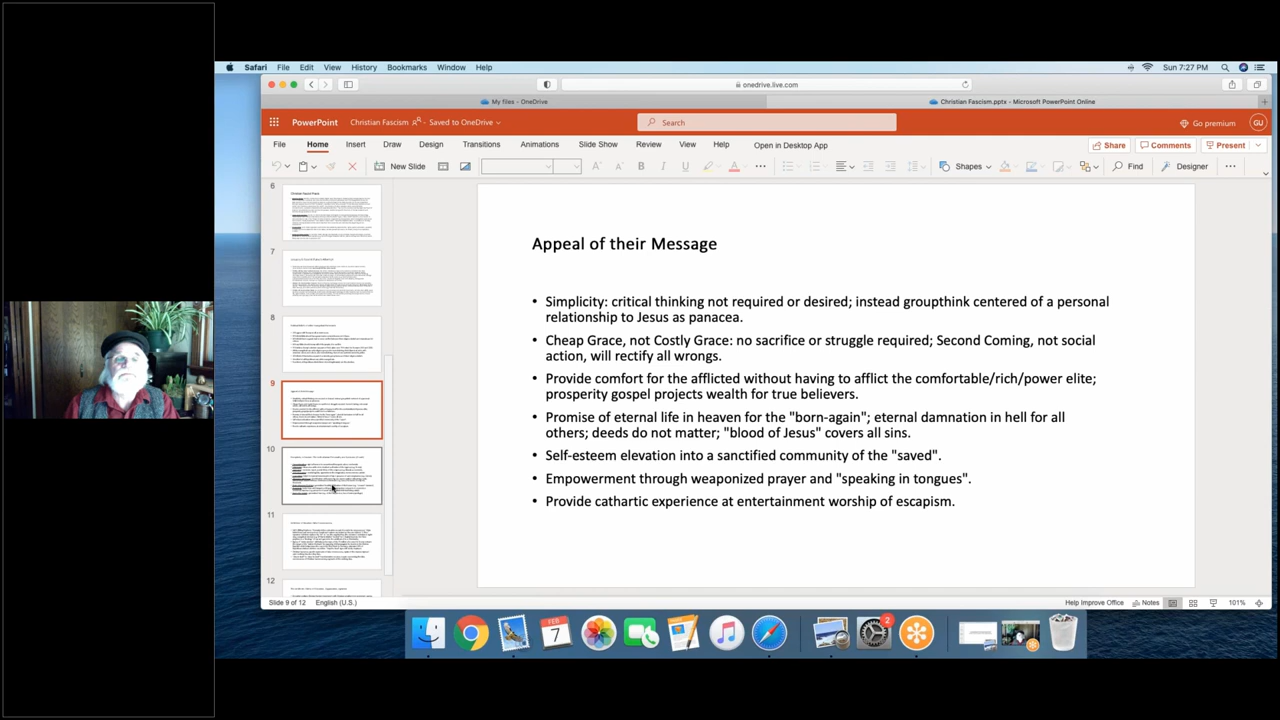 Safari File Edit View History Bookmarks Window Help
Sun 7:27 PM
onedrive.live.com
My files - OneDrive
Christian Fascism.pptx - Microsoft PowerPoint Online
PowerPoint Christian Fascism - Saved to OneDrive
Search
Go premium GU
File Home Insert Draw Design Transitions Animations Slide Show Review View Help Open in Desktop App
Share Comments Present
New Slide
B I U
A
Shapes
Find
Designer
6
7
8
9
10
11
12
Appeal of their Message
• Simplicity: critical thinking not required or desired; instead groupthink centered of a personal
relationship to Jesus as panacea.
• Cheap Grace, not Costly Grace: no sacrifice or struggle required; Second Coming, not social
action, will rectify all wrongs.
• Provide comfort for the afflicted without having to afflict the comfortable/rich/power elite;
prosperity gospel projects wealth for true believers.
• Promise eternal life in heaven for the "born again"; eternal damnation in hell for all
others; deeds do not matter; "blood of Jesus" covers all sins.
• Self-esteem elevation into a sanctified community of the "saved".
• Empowerment through weaponized prayer and "speaking in tongues".
• Provide cathartic experience as entertainment worship of escapism.
Slide 9 of 12 English (U.S.)
Help Improve Office Notes 101%
FEB
7
2